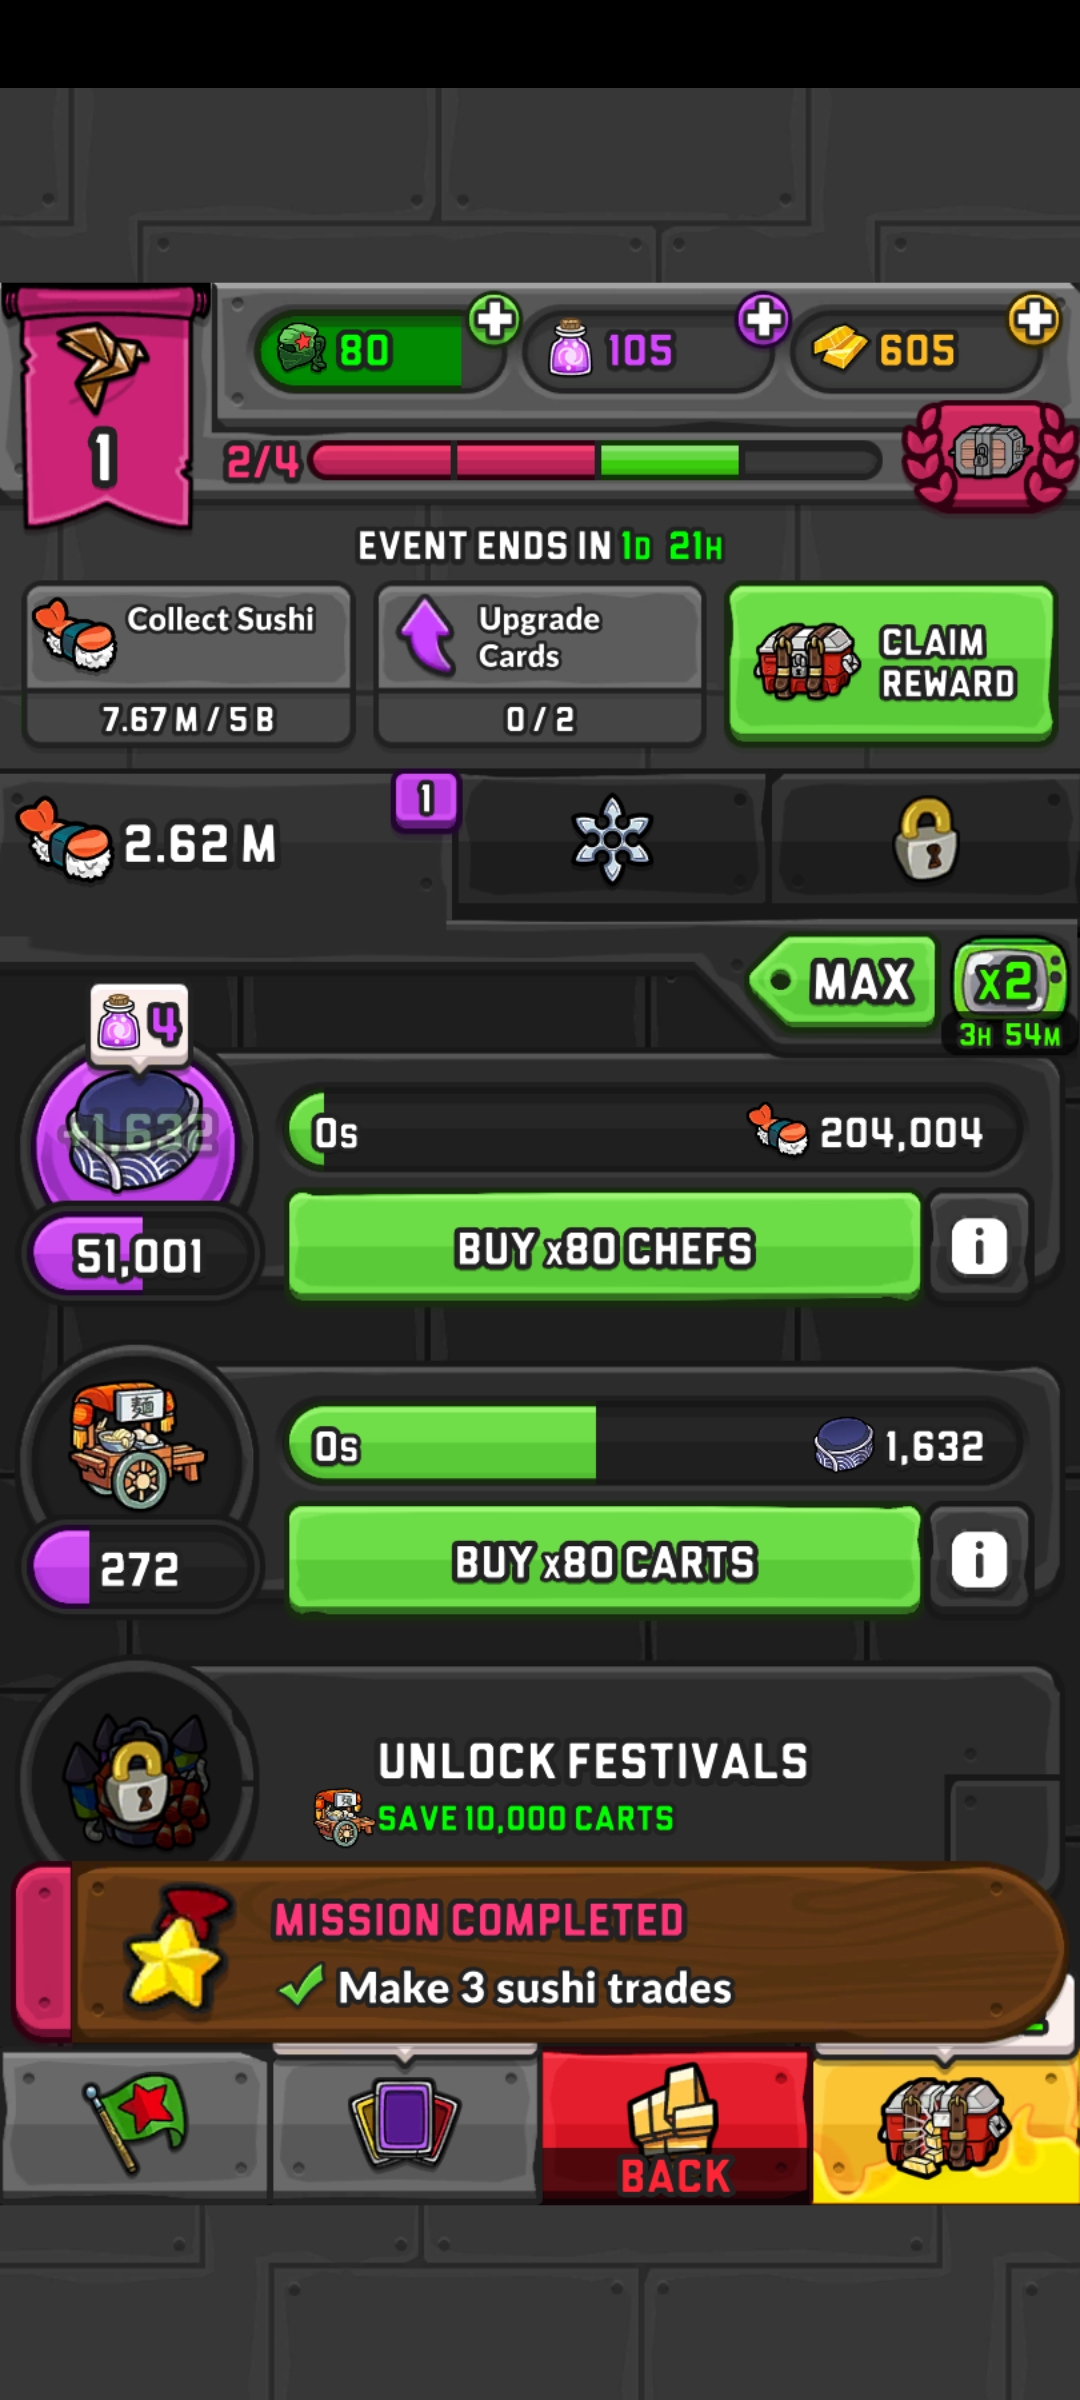 80
105
605
1
2/4
EVENT ENDS IN 1D 21H
Collect Sushi
7.67 M / 5 B
Upgrade
Cards
0 / 2
CLAIM
REWARD
2.62 M
1
MAX
x2
3H 54M
4
+1,632
0s
204,004
51,001
BUY x80 CHEFS
i
麺
0s
1,632
272
BUY x80 CARTS
i
UNLOCK FESTIVALS
SAVE 10,000 CARTS
MISSION COMPLETED
Make 3 sushi trades
BACK